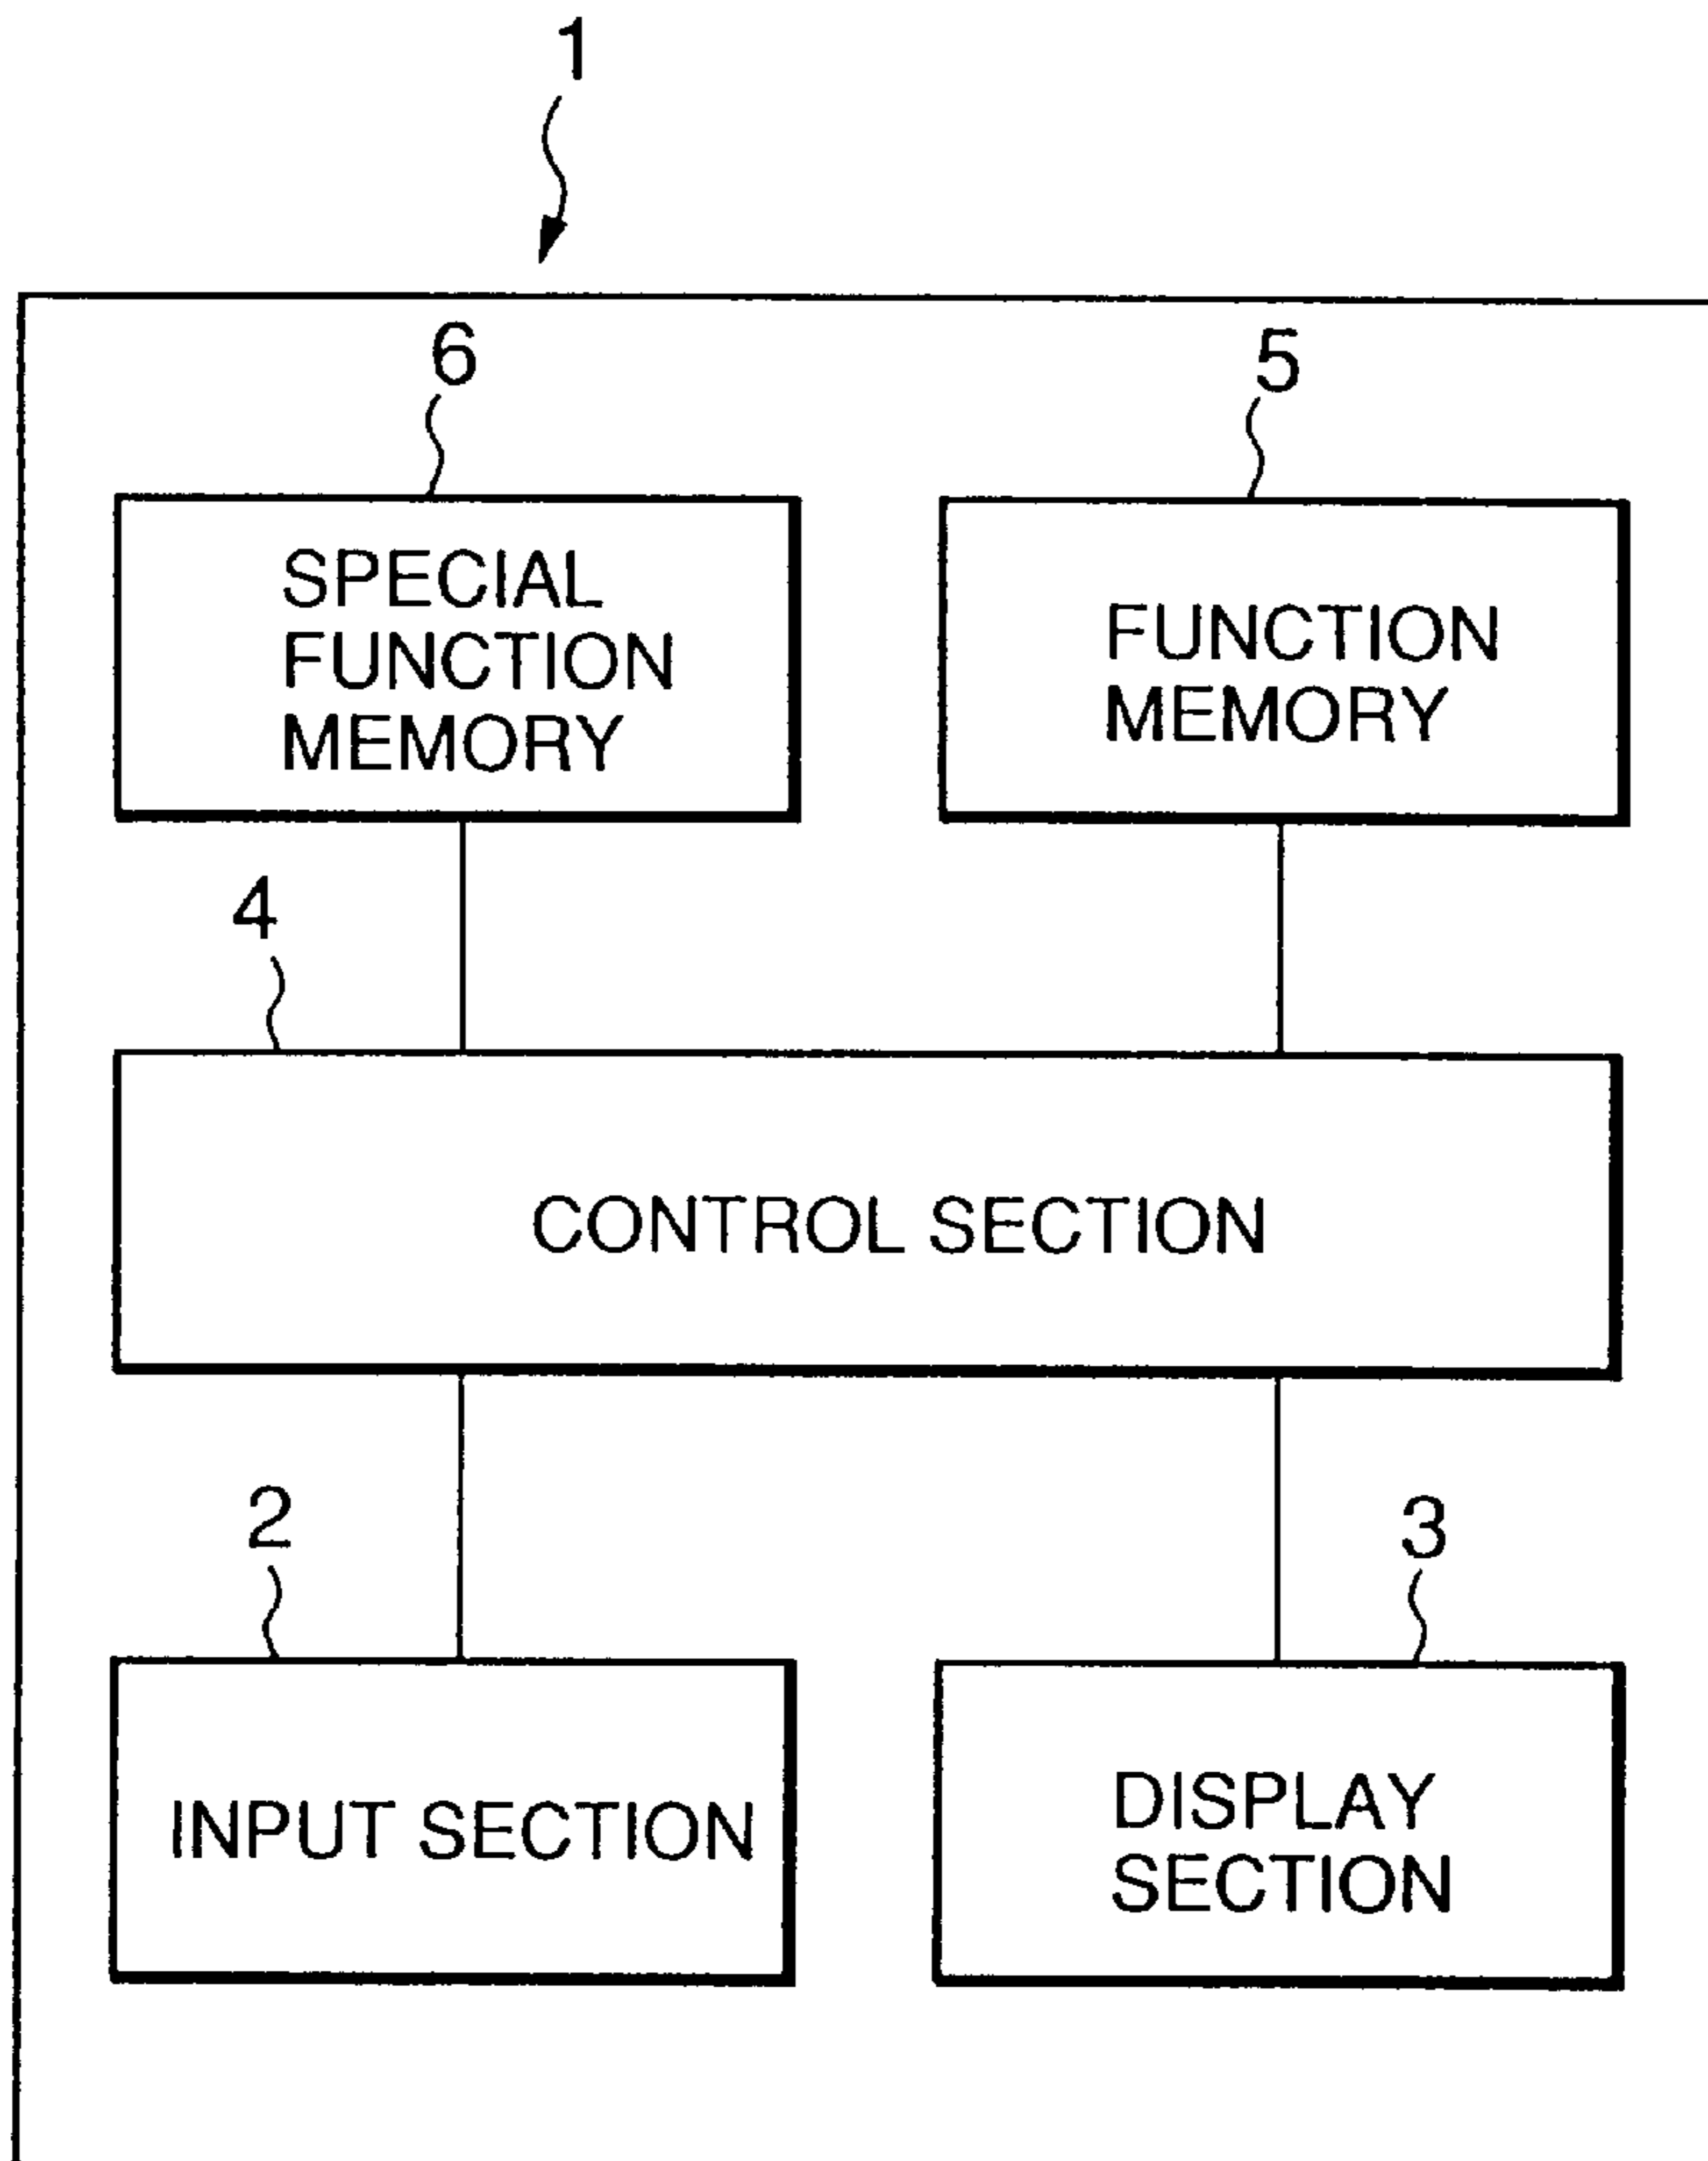 1
6
5
SPECIAL
FUNCTION
MEMORY
FUNCTION
MEMORY
4
CONTROL SECTION
2
3
INPUT SECTION
DISPLAY
SECTION